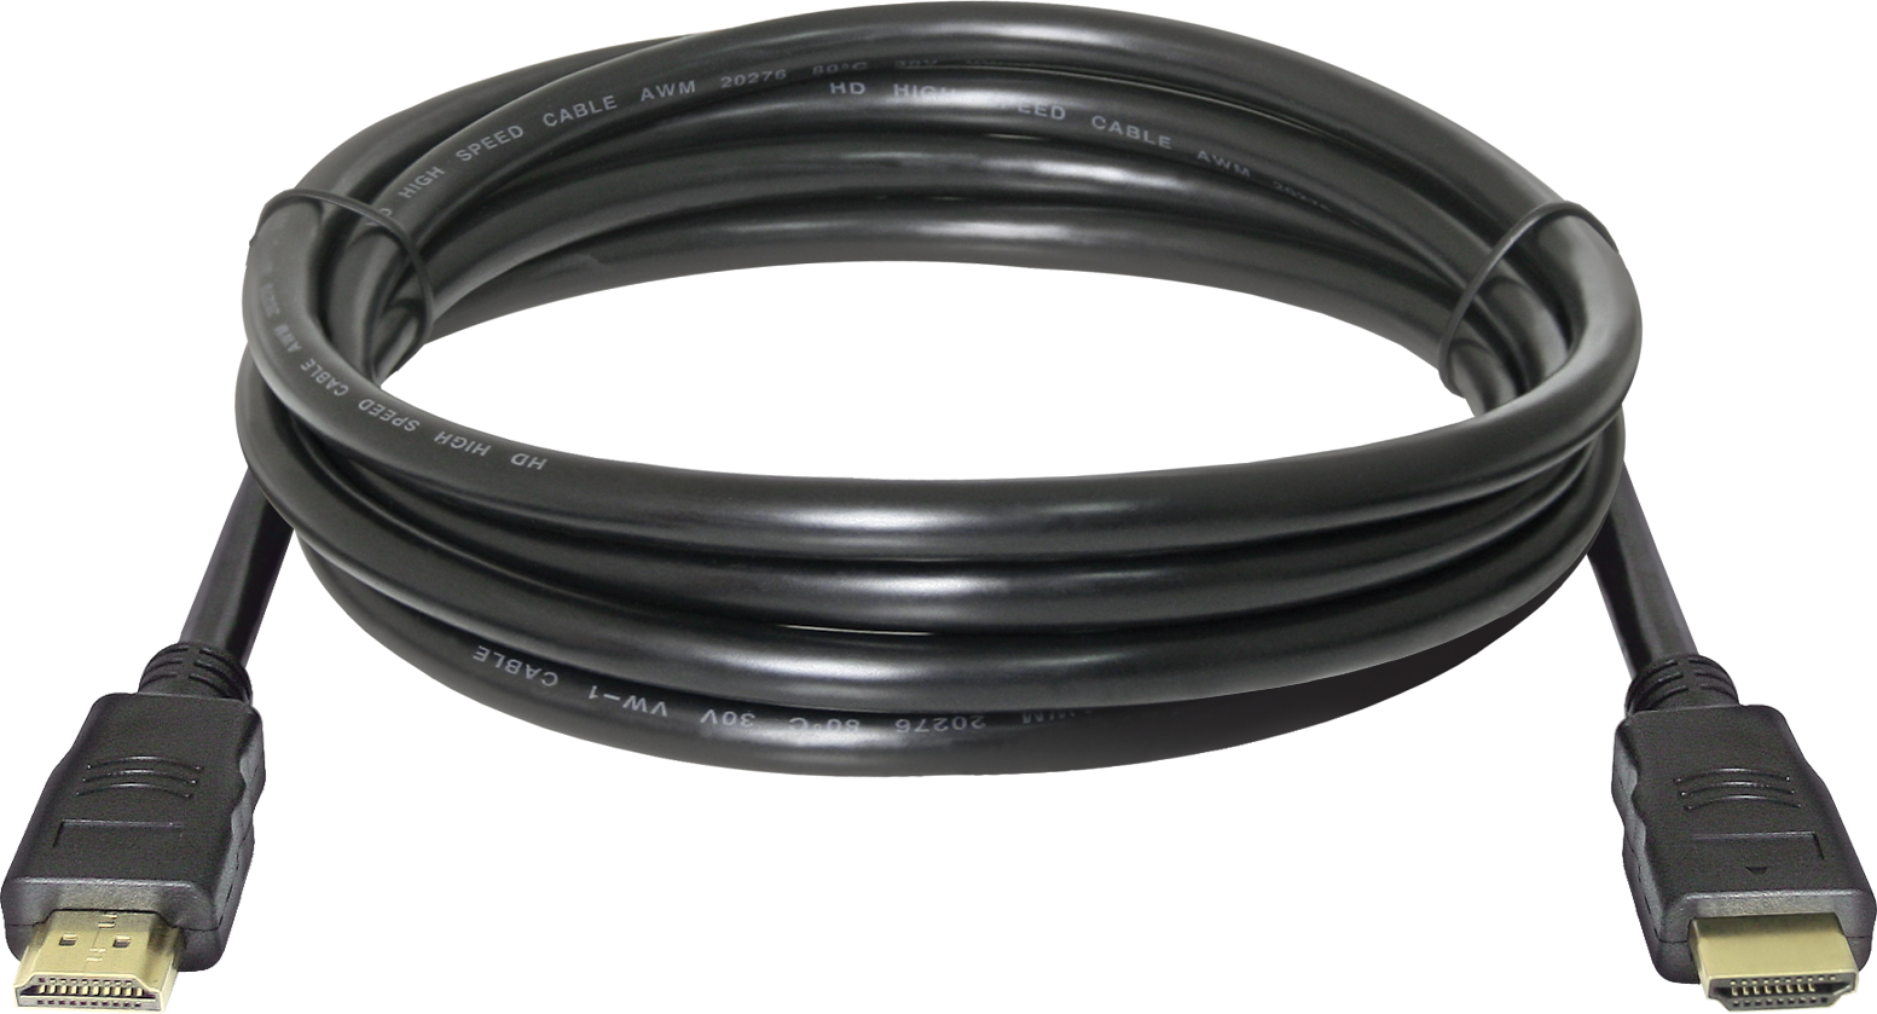 HIGH SPEED CABLE AWM 20276 80°C
HD HIGH SPEED CABLE AWM 20276
HD HIGH SPEED CABLE AWM
AWM 20276 80°C 30V VW-1 CABLE